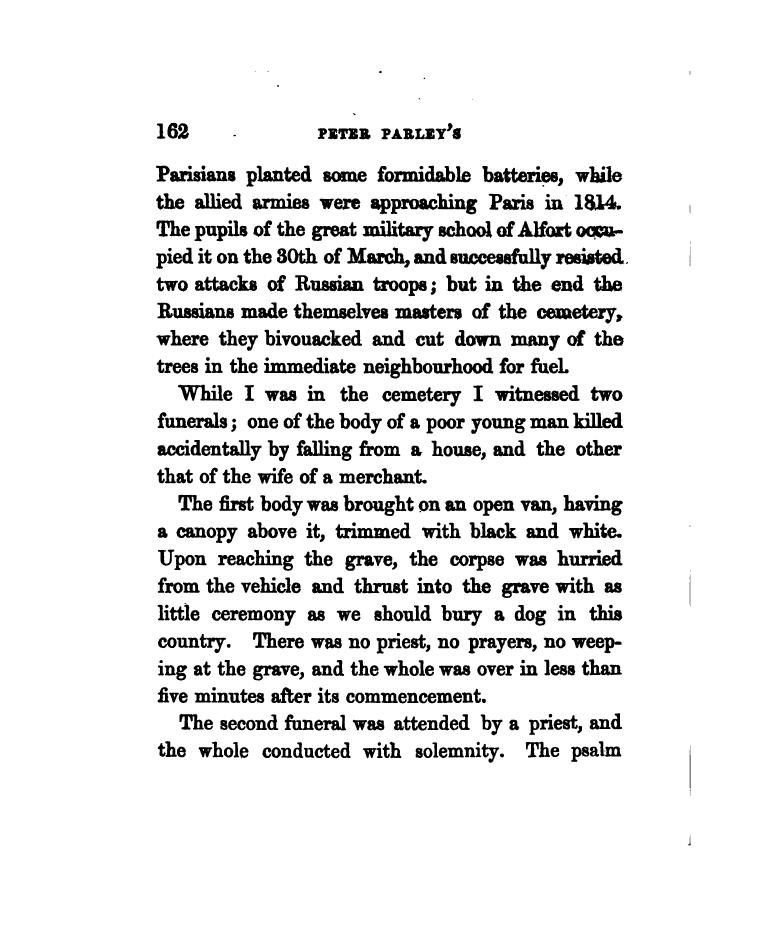 162 PETER PARLEY'S
Parisians planted some formidable batteries, while
the allied armies were approaching Paris in 1814.
The pupils of the great military school of Alfort occu-
pied it on the 30th of March, and successfully resisted
two attacks of Russian troops; but in the end the
Russians made themselves masters of the cemetery,
where they bivouacked and cut down many of the
trees in the immediate neighbourhood for fuel.
While I was in the cemetery I witnessed two
funerals; one of the body of a poor young man killed
accidentally by falling from a house, and the other
that of the wife of a merchant.
The first body was brought on an open van, having
a canopy above it, trimmed with black and white.
Upon reaching the grave, the corpse was hurried
from the vehicle and thrust into the grave with as
little ceremony as we should bury a dog in this
country. There was no priest, no prayers, no weep-
ing at the grave, and the whole was over in less than
five minutes after its commencement.
The second funeral was attended by a priest, and
the whole conducted with solemnity. The psalm